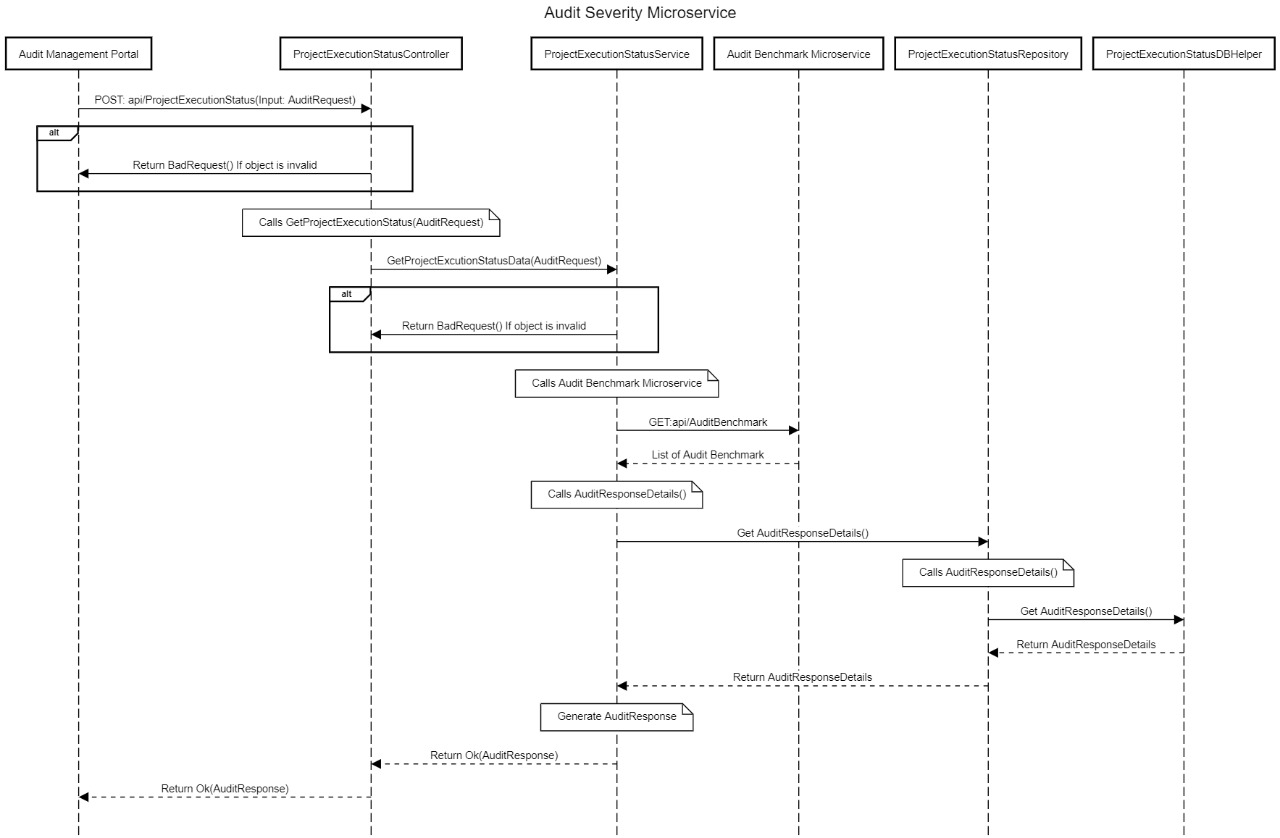 Audit Severity Microservice
Audit Management Portal
ProjectExecutionStatusController
ProjectExecutionStatusService
Audit Benchmark Microservice
ProjectExecutionStatusRepository
ProjectExecutionStatusDBHelper
POST: api/ProjectExecutionStatus(Input: AuditRequest)
alt
Return BadRequest() If object is invalid
Calls GetProjectExecutionStatus(AuditRequest)
GetProjectExcutionStatusData(AuditRequest)
alt
Return BadRequest() If object is invalid
Calls Audit Benchmark Microservice
GET:api/AuditBenchmark
List of Audit Benchmark
Calls AuditResponseDetails()
Get AuditResponseDetails()
Calls AuditResponseDetails()
Get AuditResponseDetails()
Return AuditResponseDetails
Return AuditResponseDetails
Generate AuditResponse
Return Ok(AuditResponse)
Return Ok(AuditResponse)